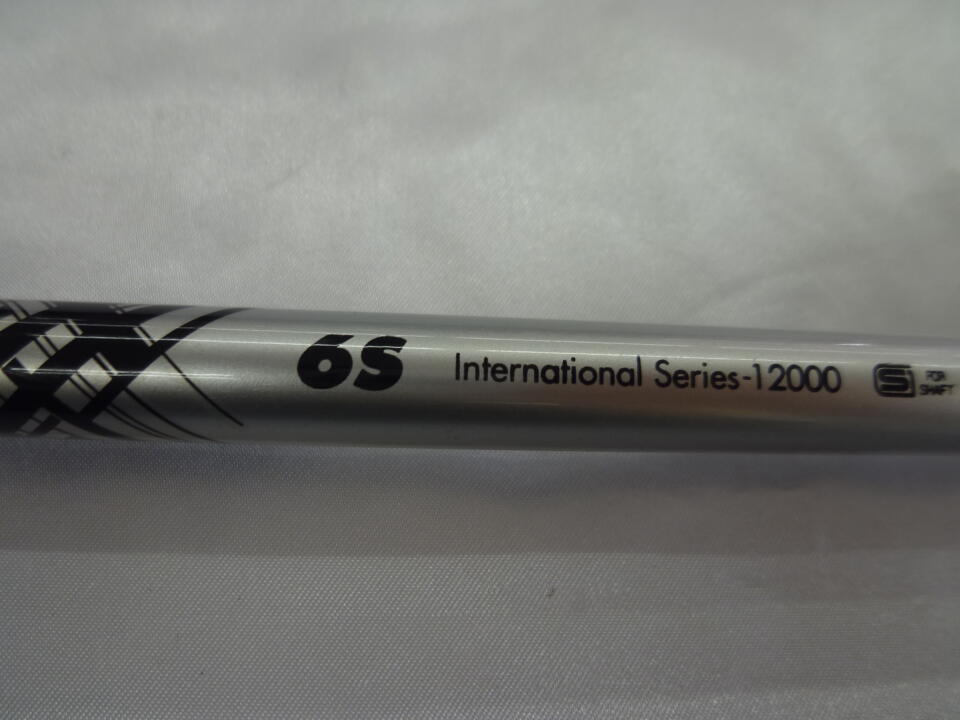 6S International Series-12000 S FOR
SHAFT